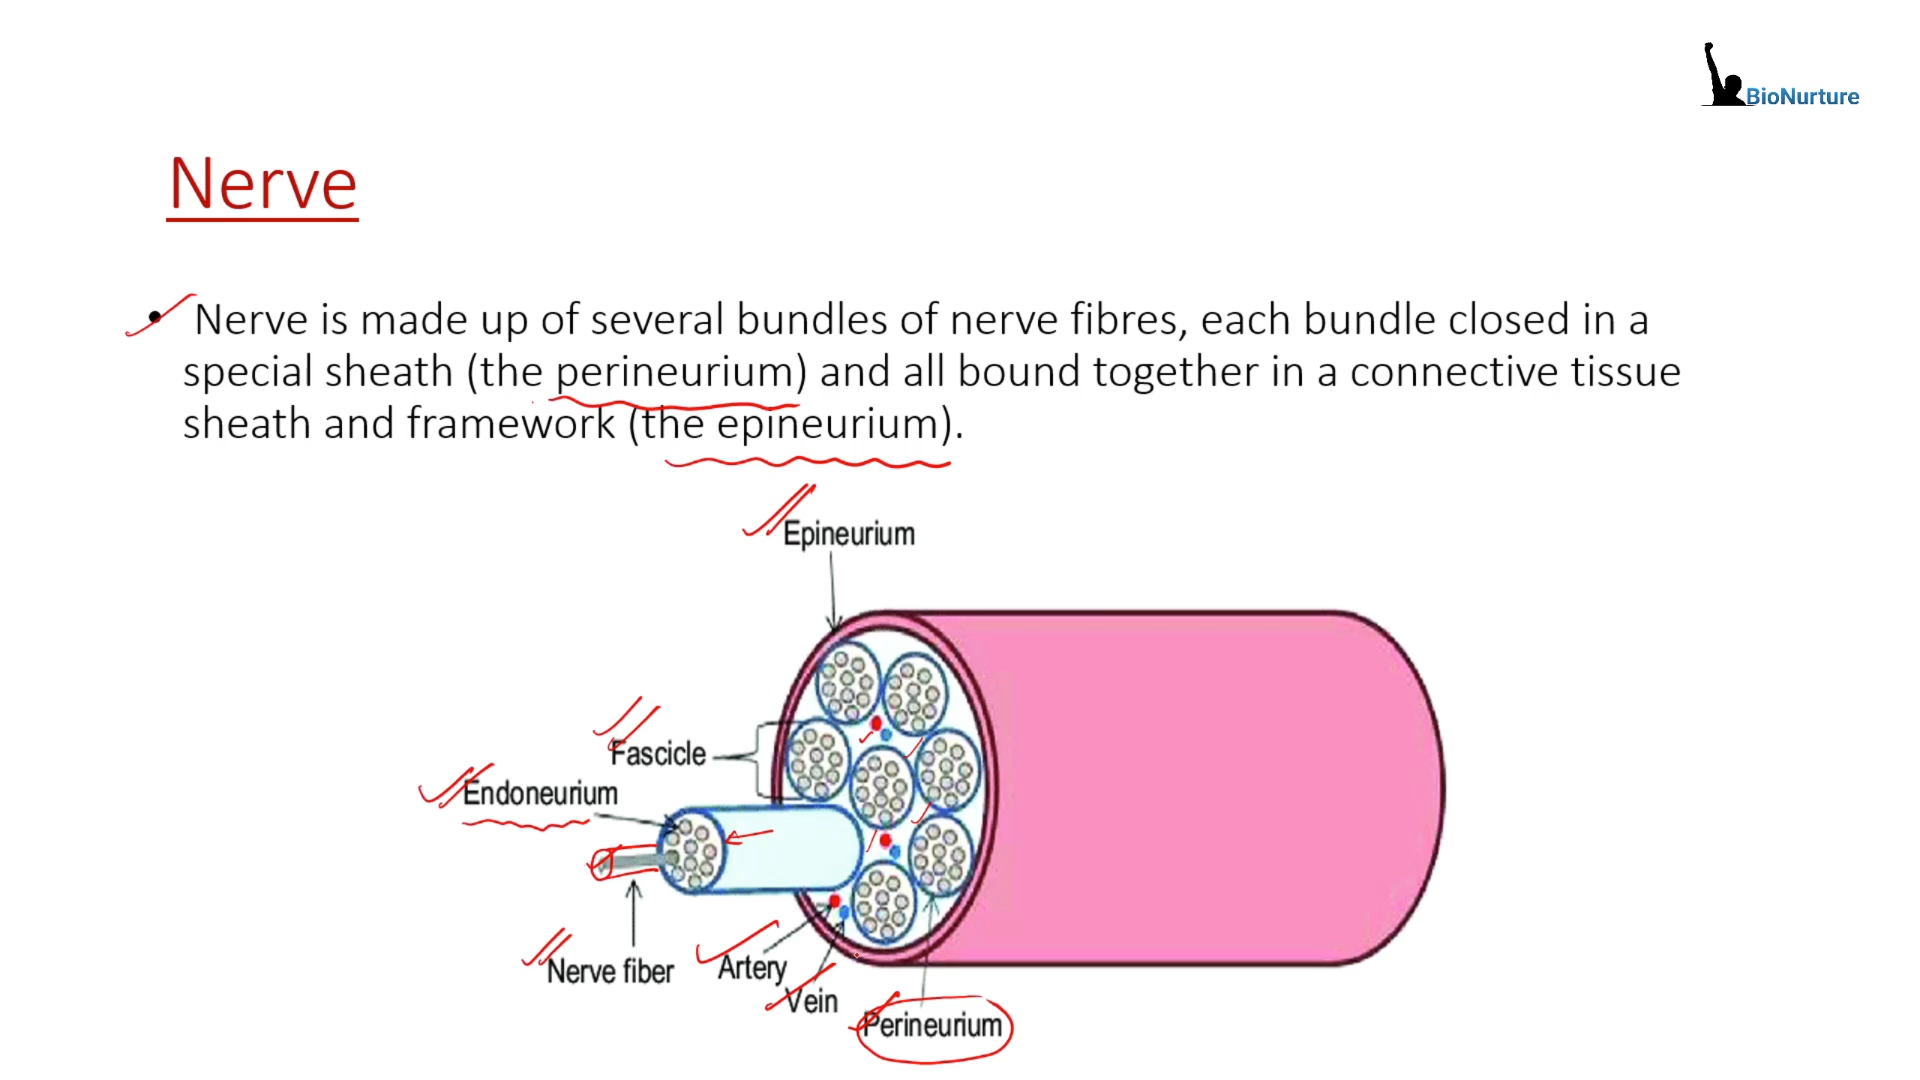 BioNurture
Nerve
• Nerve is made up of several bundles of nerve fibres, each bundle closed in a
special sheath (the perineurium) and all bound together in a connective tissue
sheath and framework (the epineurium).
Epineurium
Fascicle
Endoneurium
Nerve fiber
Artery
Vein
Perineurium